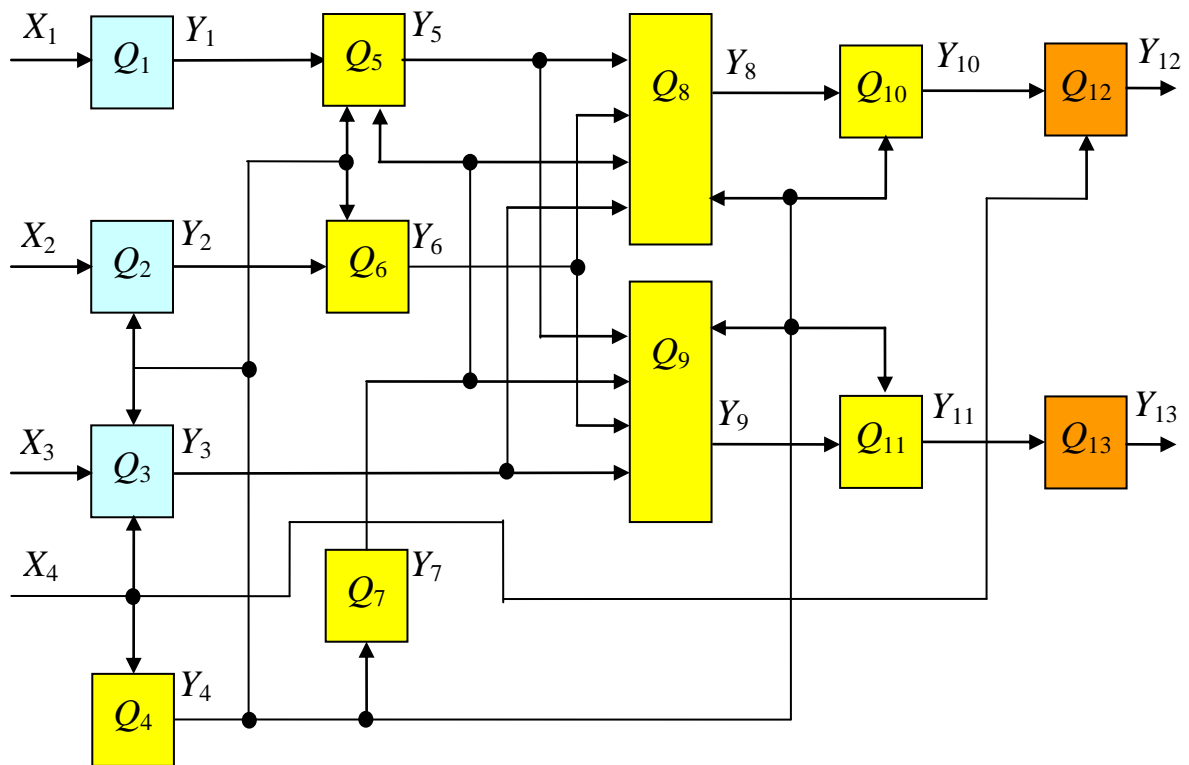 X₁ Y₁ Y₅ Y₈ Y₁₀ Y₁₂
Q₁ Q₅ Q₈ Q₁₀ Q₁₂
X₂ Y₂ Y₆
Q₂ Q₆
Q₉
X₃ Y₃ Y₉ Y₁₁ Y₁₃
Q₃ Q₁₁ Q₁₃
X₄ Y₇
Q₇
Y₄
Q₄